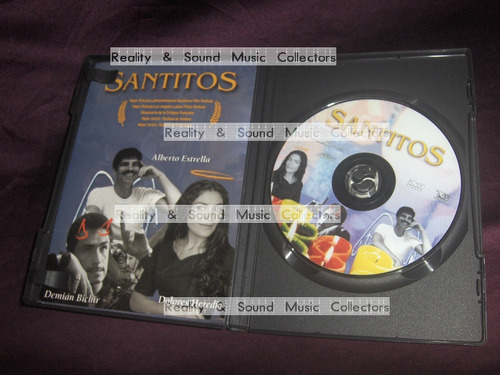 Reality & Sound Music Collectors
SANTITOS
Alberto Estrella
Demián Bichir
Dolores Heredia
Reality & Sound Music Collectors
SANTITOS
DVD
Reality & Sound Music Collectors
Reality & Sound Music Collectors